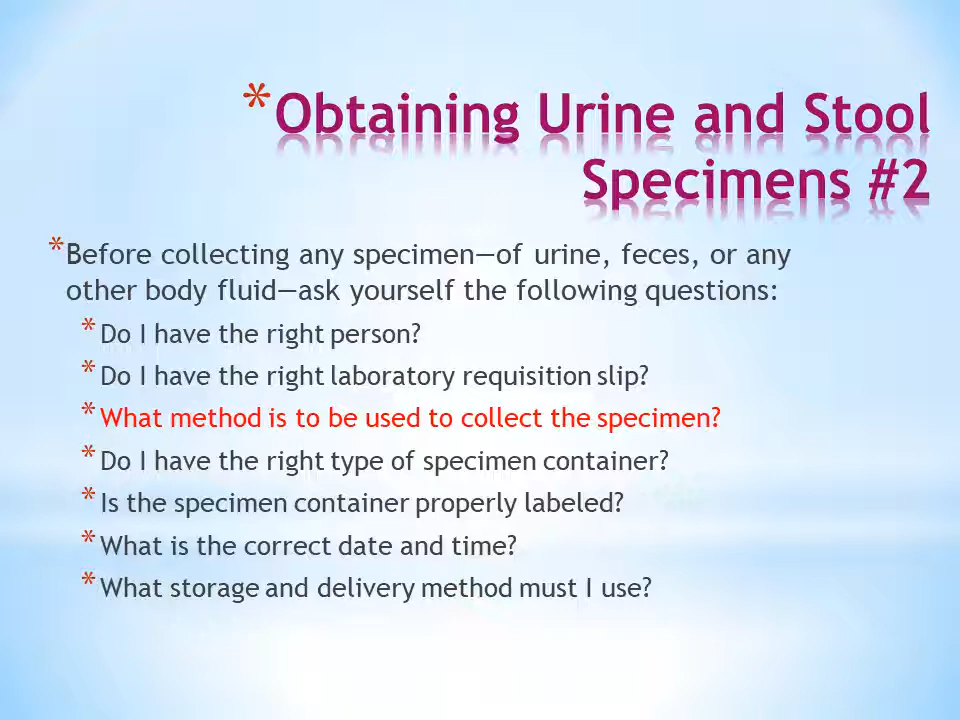 *Obtaining Urine and Stool
Specimens #2
*Before collecting any specimen—of urine, feces, or any
other body fluid—ask yourself the following questions:
*Do I have the right person?
*Do I have the right laboratory requisition slip?
*What method is to be used to collect the specimen?
*Do I have the right type of specimen container?
*Is the specimen container properly labeled?
*What is the correct date and time?
*What storage and delivery method must I use?